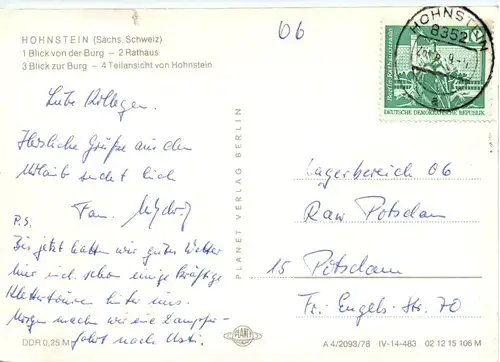 HOHNSTEIN (Sächs. Schweiz)
1 Blick von der Burg – 2 Rathaus
3 Blick zur Burg – 4 Teilansicht von Hohnstein
06
HOHNSTEIN
8352
a
Berlin, Rathausstraße
DEUTSCHE DEMOKRATISCHE REPUBLIK
Liebe Kollegen.
Herzliche Grüße aus dem
Urlaub sendet Euch
Fam.
P.S.
Bis jetzt hatten wir gutes Wetter
schon einige kräftige
Klettertouren hinter uns.
Morgen machen wir eine Dampfer-
fahrt nach
PLANET VERLAG BERLIN
Lagerbereich 06
Raw Potsdam
15 Potsdam
Fr.-Engels-Str. 70
DDR 0,25 M
PLANET
A 4/2093/78 IV-14-483 02 12 15 106 M